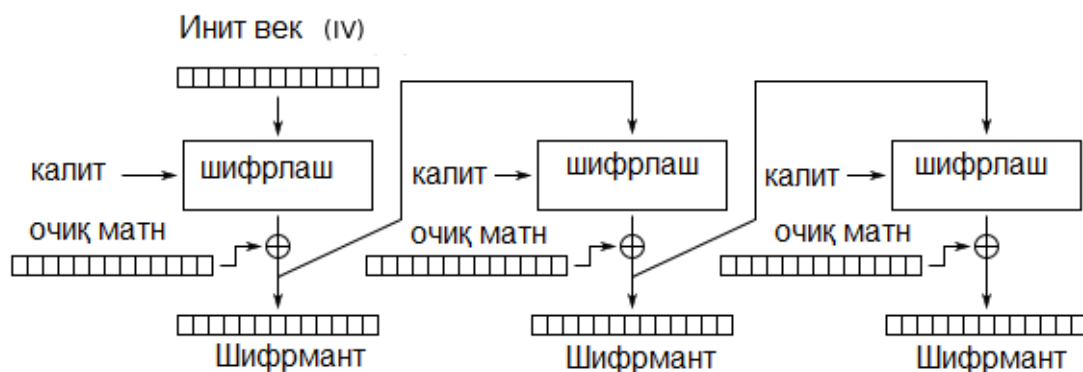 Инит век (IV)
калит
шифрлаш
калит
шифрлаш
калит
шифрлаш
очиқ матн
очиқ матн
очиқ матн
Шифрмант
Шифрмант
Шифрмант